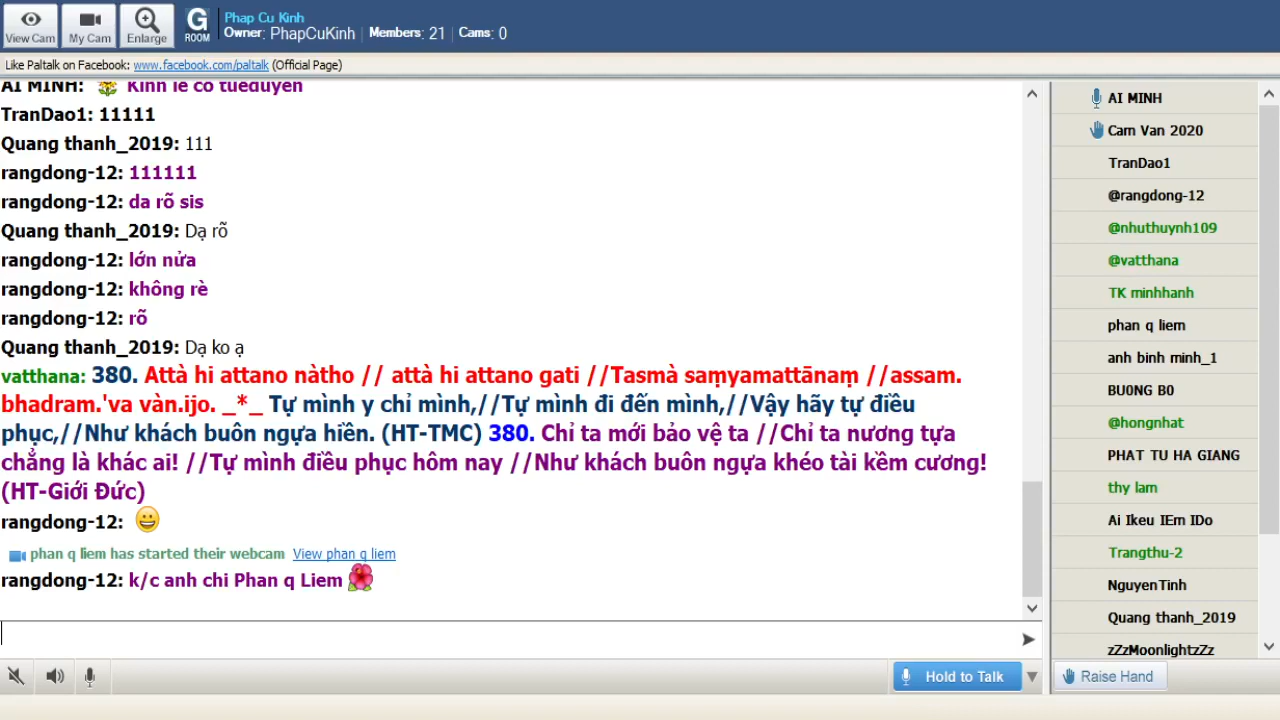 View Cam
My Cam
Enlarge
G
ROOM
Phap Cu Kinh
Owner: PhapCuKinh
Members: 21
Cams: 0
Like Paltalk on Facebook: www.facebook.com/paltalk (Official Page)
AI MINH: Kinh lê cô tuêduyên
TranDao1: 11111
Quang thanh_2019: 111
rangdong-12: 111111
rangdong-12: da rõ sis
Quang thanh_2019: Dạ rõ
rangdong-12: lớn nửa
rangdong-12: không rè
rangdong-12: rõ
Quang thanh_2019: Dạ ko ạ
vatthana: 380. Attà hi attano nàtho // attà hi attano gati //Tasmà saṃyamattānaṃ //assam.
bhadram.'va vàn.ijo. _*_ Tự mình y chỉ mình,//Tự mình đi đến mình,//Vậy hãy tự điều
phục,//Như khách buôn ngựa hiền. (HT-TMC) 380. Chỉ ta mới bảo vệ ta //Chỉ ta nương tựa
chẳng là khác ai! //Tự mình điều phục hôm nay //Như khách buôn ngựa khéo tài kềm cương!
(HT-Giới Đức)
rangdong-12:
phan q liem has started their webcam View phan q liem
rangdong-12: k/c anh chi Phan q Liem
Hold to Talk
AI MINH
Cam Van 2020
TranDao1
@rangdong-12
@nhuthuynh109
@vatthana
TK minhhanh
phan q liem
anh binh minh_1
BU0NG B0
@hongnhat
PHAT TU HA GIANG
thy lam
Ai Ikeu IEm IDo
Trangthu-2
NguyenTinh
Quang thanh_2019
zZzMoonlightzZz
Raise Hand